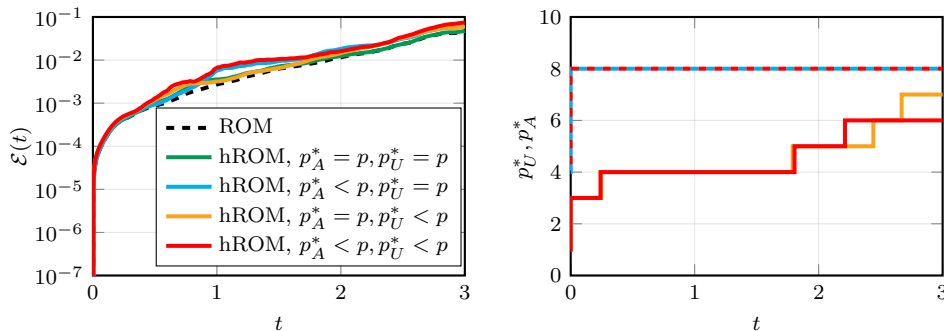 10^{-1}
10^{-2}
10^{-3}
10^{-4}
10^{-5}
10^{-6}
10^{-7}
\mathcal{E}(t)
ROM
hROM, p_A^* = p, p_U^* = p
hROM, p_A^* < p, p_U^* = p
hROM, p_A^* = p, p_U^* < p
hROM, p_A^* < p, p_U^* < p
0 1 2 3
t
10
8
6
4
2
0
p_U^*, p_A^*
0 1 2 3
t